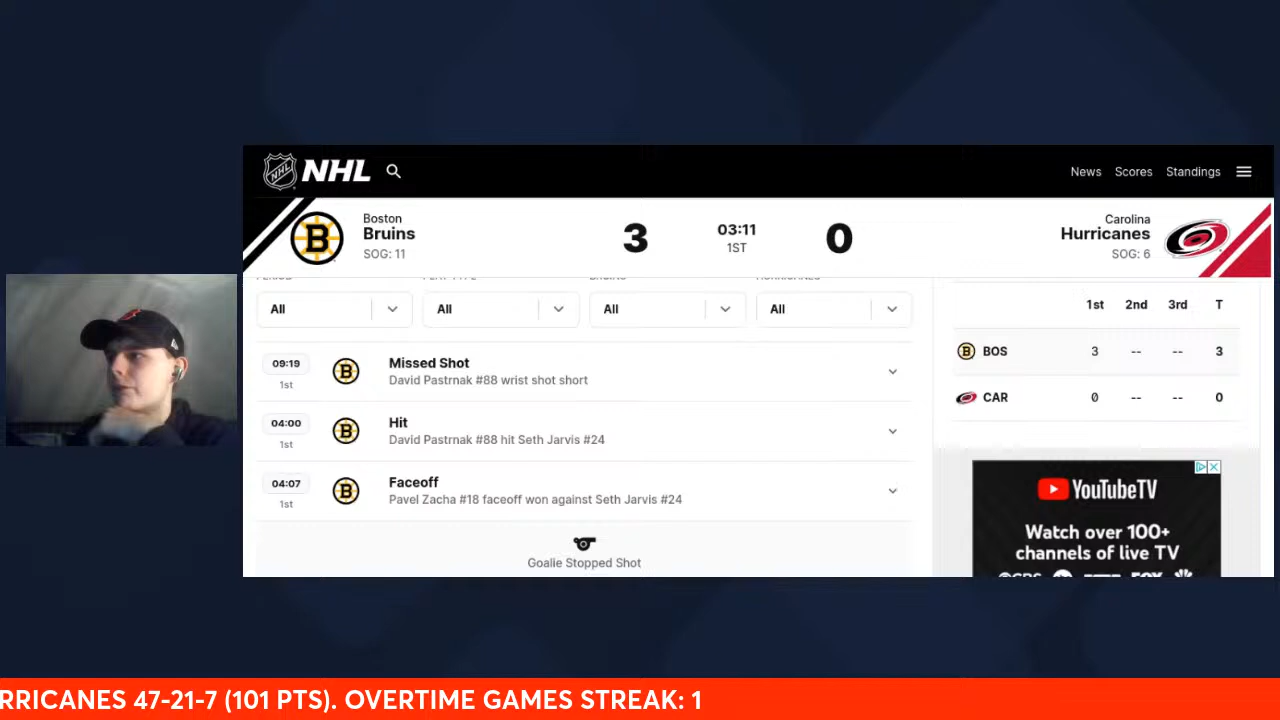 NHL
News Scores Standings
Boston
Bruins
SOG: 11
3
03:11
1ST
0
Carolina
Hurricanes
SOG: 6
All All All All
09:19
1st
Missed Shot
David Pastrnak #88 wrist shot short
04:00
1st
Hit
David Pastrnak #88 hit Seth Jarvis #24
04:07
1st
Faceoff
Pavel Zacha #18 faceoff won against Seth Jarvis #24
Goalie Stopped Shot
1st 2nd 3rd T
BOS 3 -- -- 3
CAR 0 -- -- 0
YouTubeTV
Watch over 100+
channels of live TV
RRICANES 47-21-7 (101 PTS). OVERTIME GAMES STREAK: 1